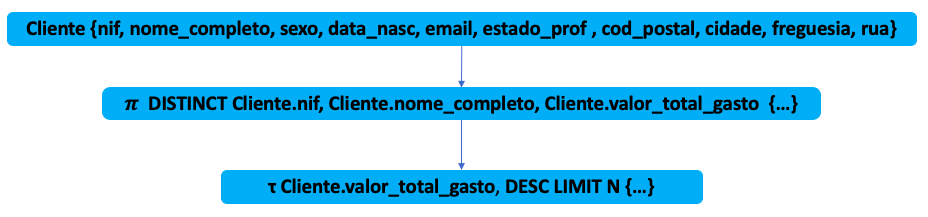 Cliente {nif, nome_completo, sexo, data_nasc, email, estado_prof , cod_postal, cidade, freguesia, rua}
π DISTINCT Cliente.nif, Cliente.nome_completo, Cliente.valor_total_gasto {...}
τ Cliente.valor_total_gasto, DESC LIMIT N {...}